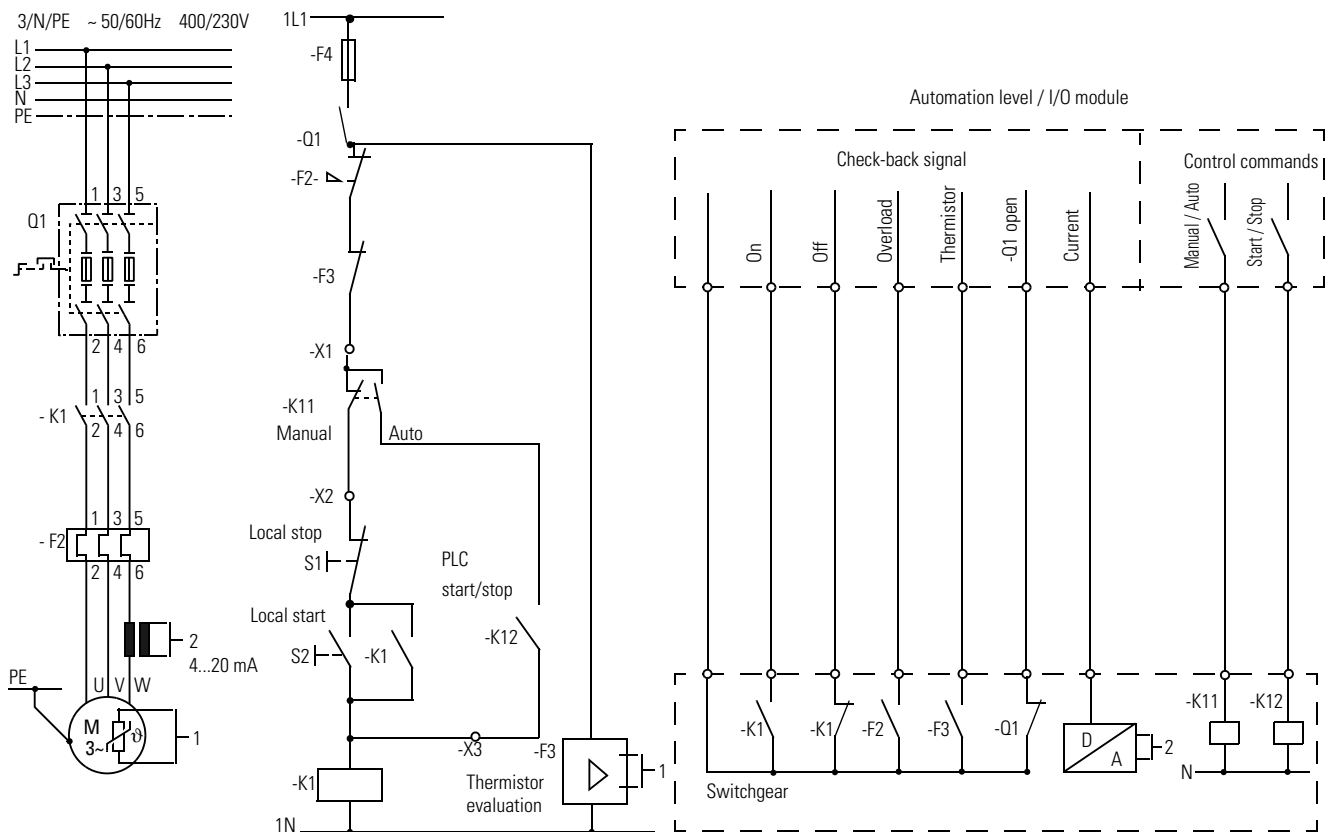 3/N/PE ~ 50/60Hz 400/230V
L1
L2
L3
N
PE
Q1
1 3 5
2 4 6
- K1
1 3 5
2 4 6
- F2
1 3 5
2 4 6
2
4...20 mA
PE
U V W
M
3~
ϑ
1
1L1
-F4
-Q1
-F2-
-F3
-X1
-K11
Manual
Auto
-X2
Local stop
S1
PLC
start/stop
Local start
S2
-K1
-K12
-X3
-F3
-K1
Thermistor
evaluation
1
1N
Automation level / I/O module
Check-back signal
Control commands
On
Off
Overload
Thermistor
-Q1 open
Current
Manual / Auto
Start / Stop
-K1
-K1
-F2
-F3
-Q1
D
A
2
-K11
-K12
N
Switchgear